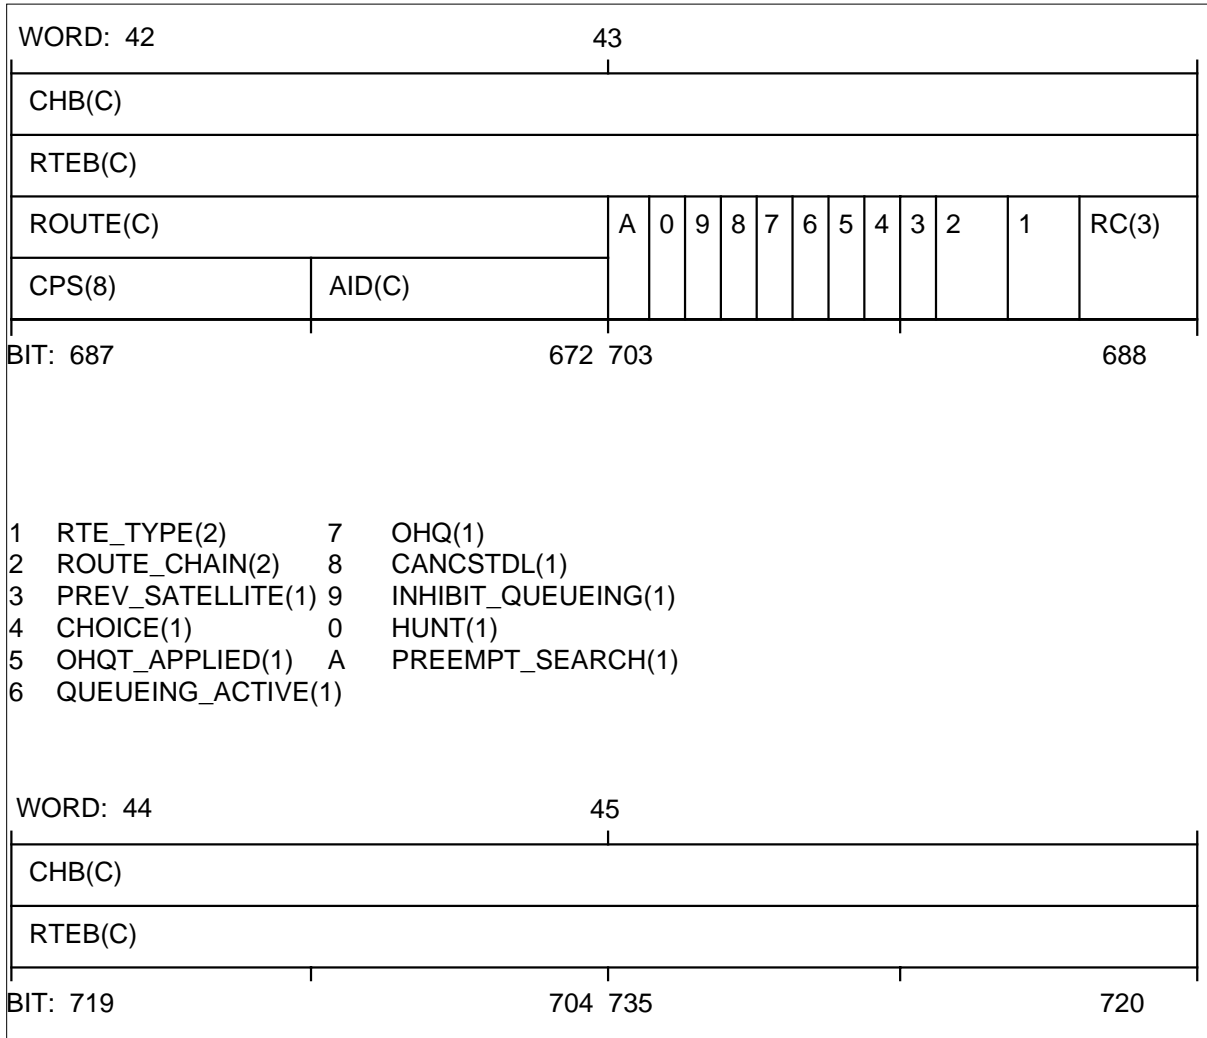 WORD: 42 43
CHB(C)
RTEB(C)
ROUTE(C) A 0 9 8 7 6 5 4 3 2 1 RC(3)
CPS(8) AID(C)
BIT: 687 672 703 688
1 RTE_TYPE(2) 7 OHQ(1)
2 ROUTE_CHAIN(2) 8 CANCSTDL(1)
3 PREV_SATELLITE(1) 9 INHIBIT_QUEUEING(1)
4 CHOICE(1) 0 HUNT(1)
5 OHQT_APPLIED(1) A PREEMPT_SEARCH(1)
6 QUEUEING_ACTIVE(1)
WORD: 44 45
CHB(C)
RTEB(C)
BIT: 719 704 735 720